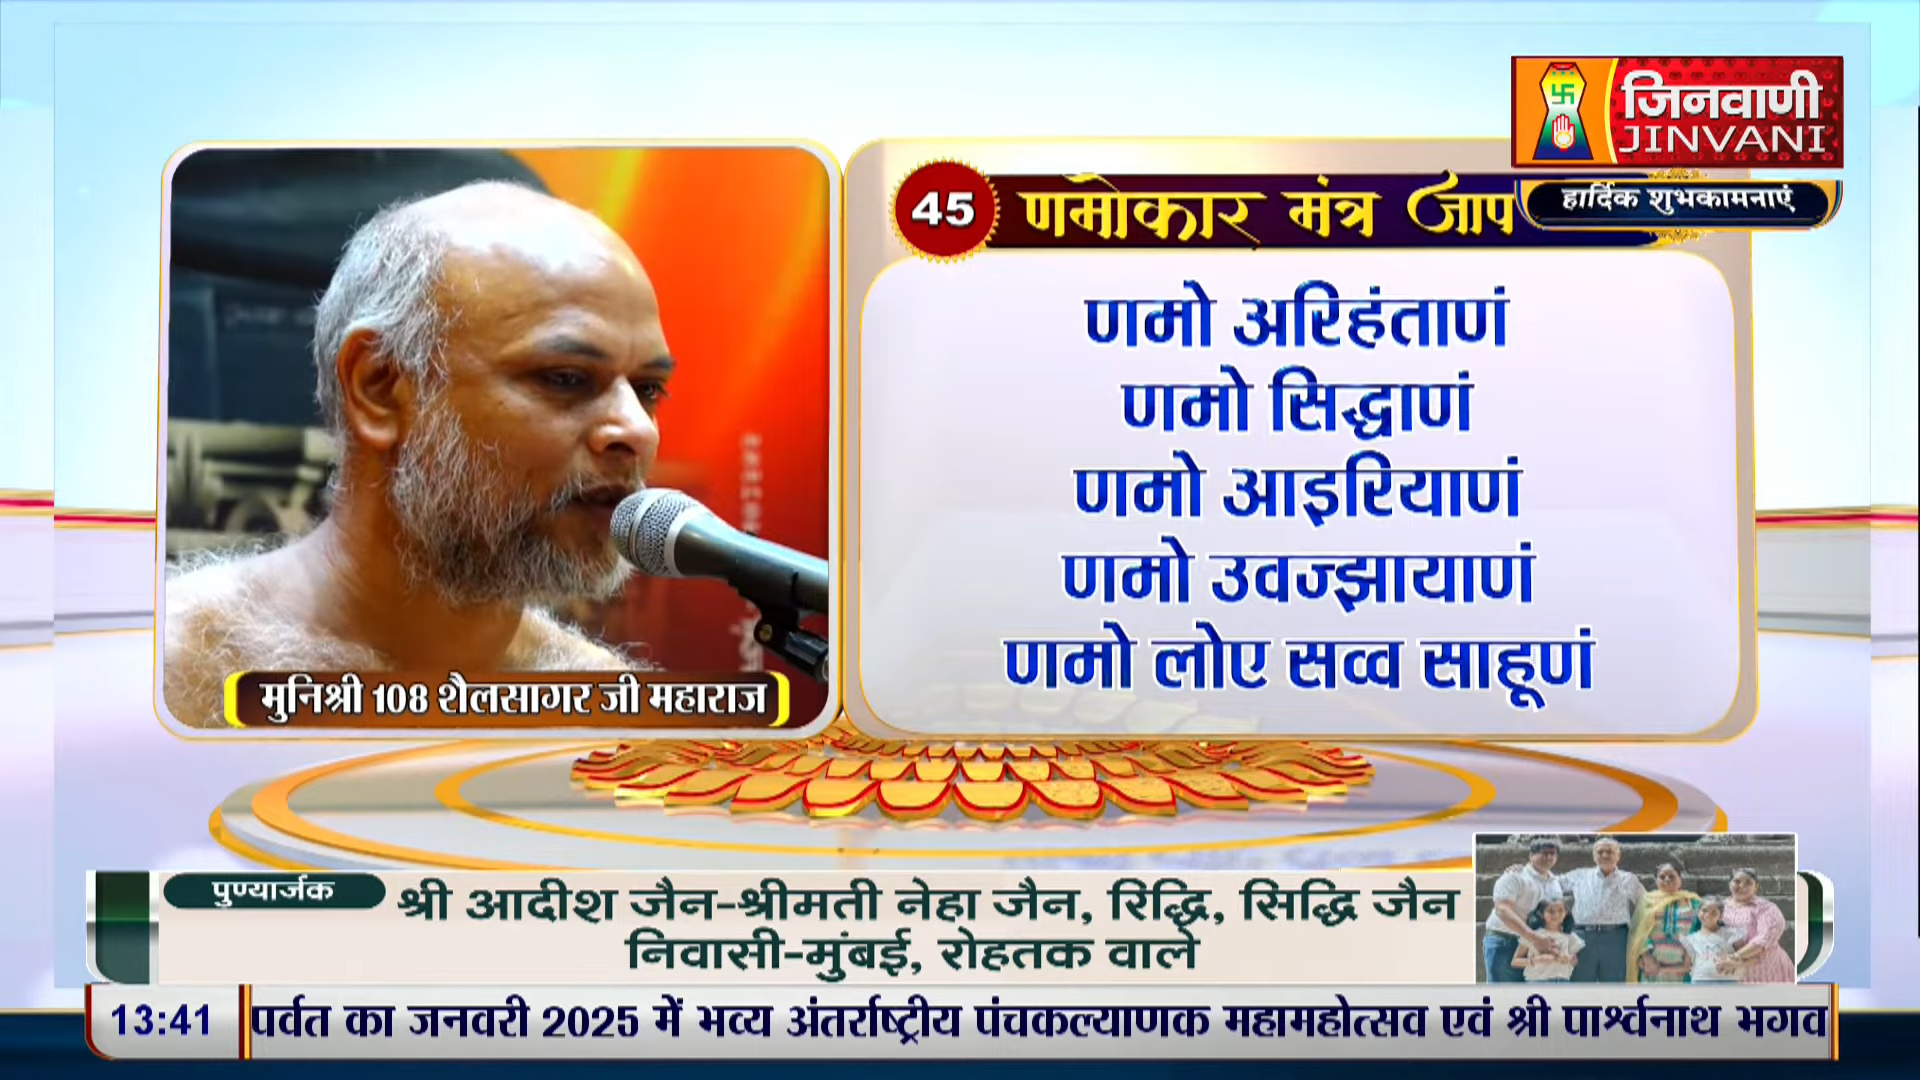 जिनवाणी
JINVANI
हार्दिक शुभकामनाएं
45
णमोकार मंत्र जाप
णमो अरिहंताणं
णमो सिद्धाणं
णमो आइरियाणं
णमो उवज्झायाणं
णमो लोए सव्व साहूणं
मुनिश्री 108 शैलसागर जी महाराज
पुण्यार्जक
श्री आदीश जैन-श्रीमती नेहा जैन, रिद्धि, सिद्धि जैन
निवासी-मुंबई, रोहतक वाले
13:41
पर्वत का जनवरी 2025 में भव्य अंतर्राष्ट्रीय पंचकल्याणक महामहोत्सव एवं श्री पार्श्वनाथ भगव